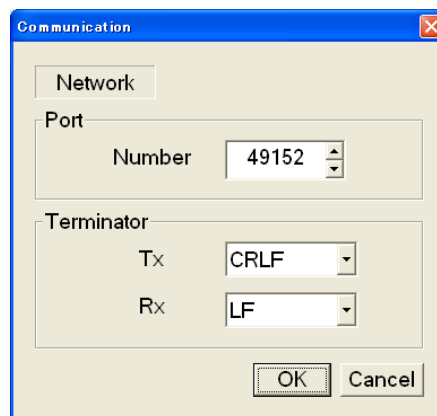 Communication
Network
Port
Number 49152
Terminator
Tx CRLF
Rx LF
OK Cancel